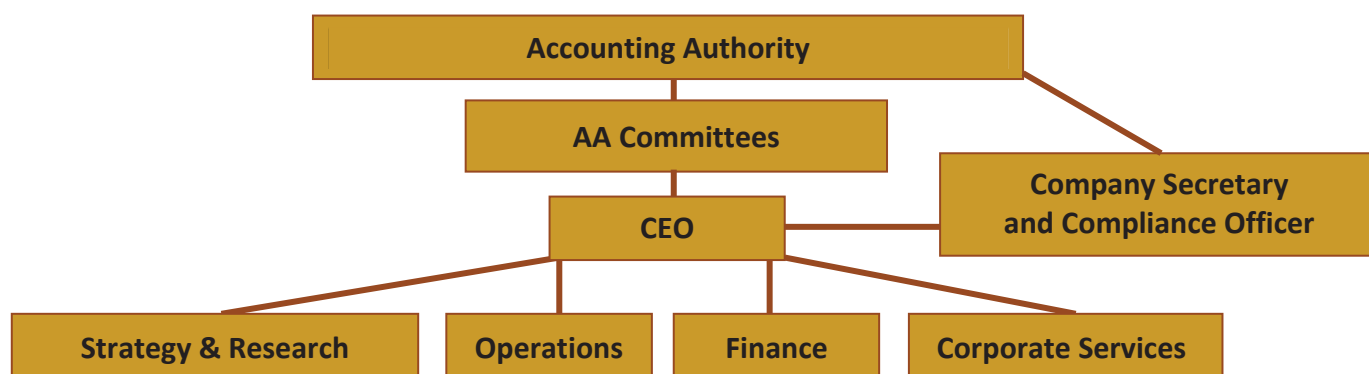 Accounting Authority
AA Committees
Company Secretary
and Compliance Officer
CEO
Strategy & Research
Operations
Finance
Corporate Services